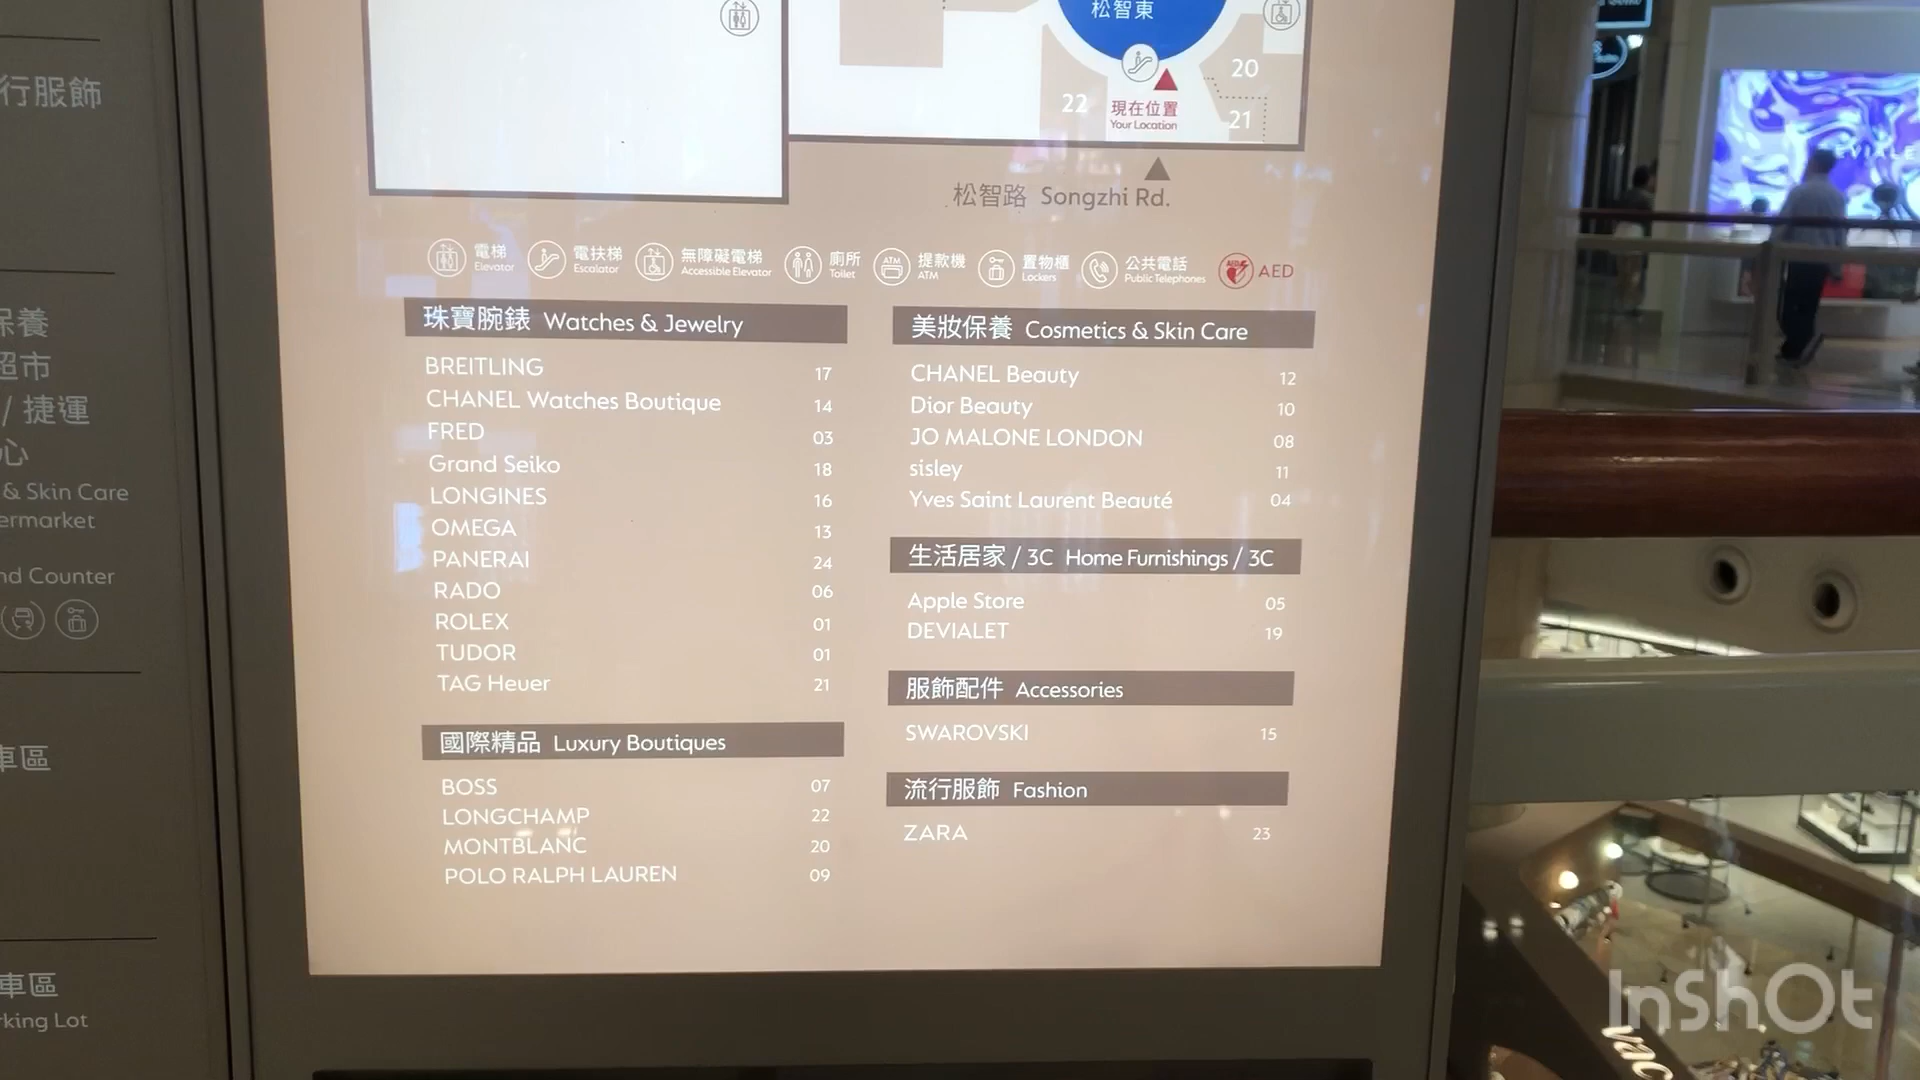 行服飾
保養
超市
/ 捷運
心
& Skin Care
ermarket
nd Counter
車區
車區
rking Lot
松智東
20
22
現在位置
Your Location
21
松智路 Songzhi Rd.
電梯
Elevator
電扶梯
Escalator
無障礙電梯
Accessible Elevator
廁所
Toilet
ATM
提款機
ATM
置物櫃
Lockers
公共電話
Public Telephones
AED
AED
珠寶腕錶 Watches & Jewelry
BREITLING 17
CHANEL Watches Boutique 14
FRED 03
Grand Seiko 18
LONGINES 16
OMEGA 13
PANERAI 24
RADO 06
ROLEX 01
TUDOR 01
TAG Heuer 21
國際精品 Luxury Boutiques
BOSS 07
LONGCHAMP 22
MONTBLANC 20
POLO RALPH LAUREN 09
美妝保養 Cosmetics & Skin Care
CHANEL Beauty 12
Dior Beauty 10
JO MALONE LONDON 08
sisley 11
Yves Saint Laurent Beauté 04
生活居家 / 3C Home Furnishings / 3C
Apple Store 05
DEVIALET 19
服飾配件 Accessories
SWAROVSKI 15
流行服飾 Fashion
ZARA 23
EVIALE
InShOt